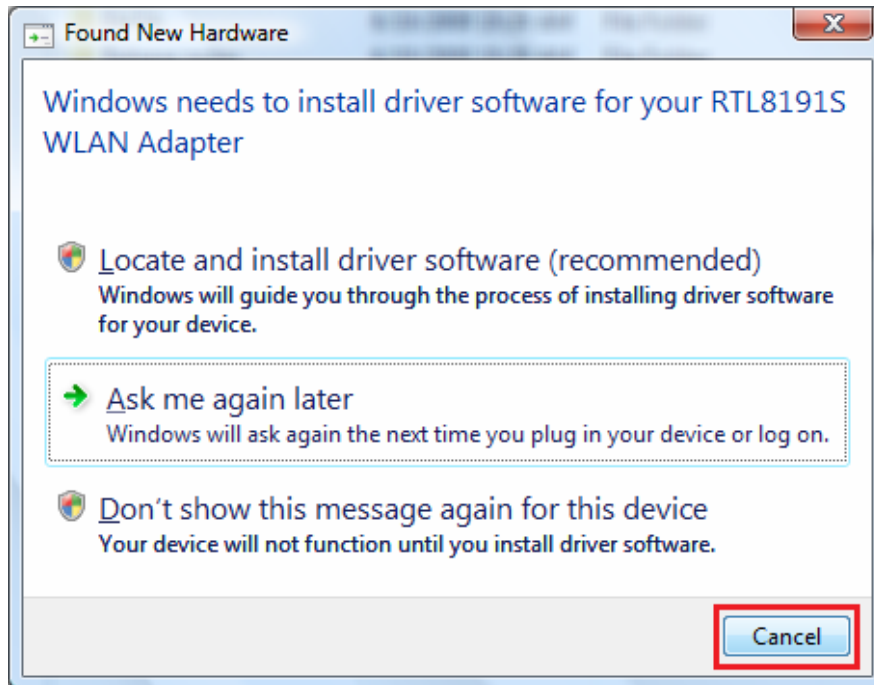 Found New Hardware
Windows needs to install driver software for your RTL8191S
WLAN Adapter
Locate and install driver software (recommended)
Windows will guide you through the process of installing driver software
for your device.
Ask me again later
Windows will ask again the next time you plug in your device or log on.
Don't show this message again for this device
Your device will not function until you install driver software.
Cancel